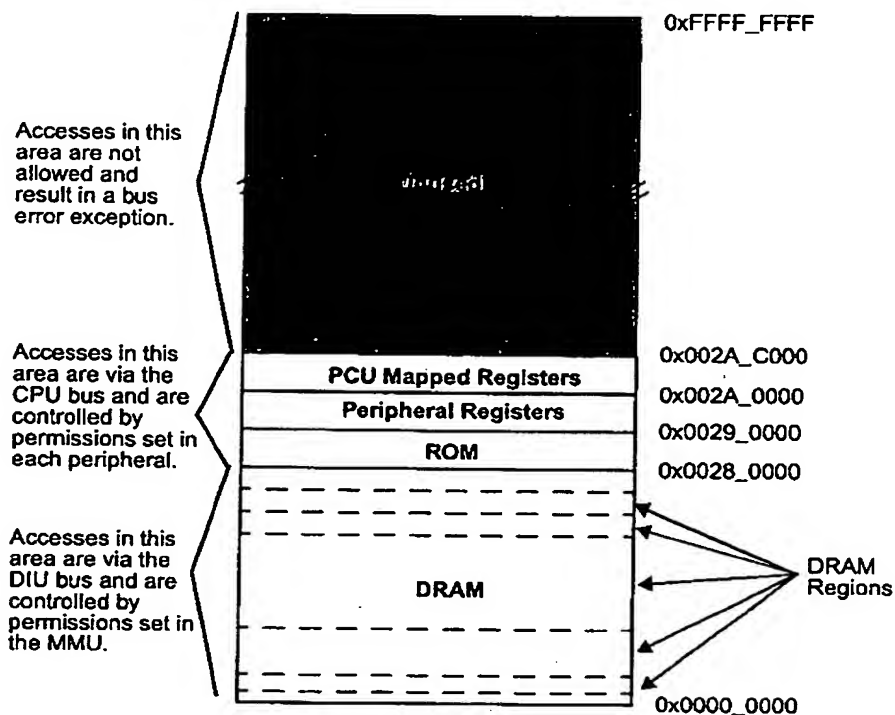 0xFFFF_FFFF
Accesses in this
area are not
allowed and
result in a bus
error exception.
Accesses in this
area are via the
CPU bus and are
controlled by
permissions set in
each peripheral.
0x002A_C000
PCU Mapped Registers
0x002A_0000
Peripheral Registers
0x0029_0000
ROM
0x0028_0000
Accesses in this
area are via the
DIU bus and are
controlled by
permissions set in
the MMU.
DRAM
DRAM
Regions
0x0000_0000